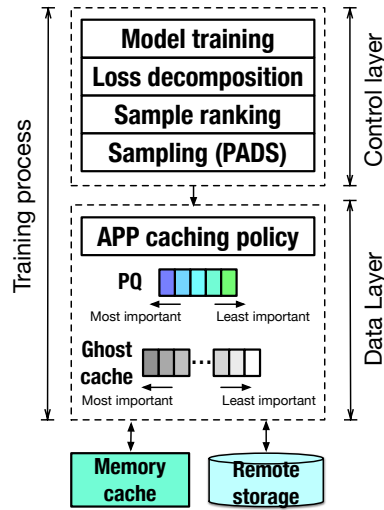 Training process
Model training
Loss decomposition
Sample ranking
Sampling (PADS)
Control layer
APP caching policy
PQ
Most important
Least important
Ghost
cache
...
Most important
Least important
Data Layer
Memory
cache
Remote
storage